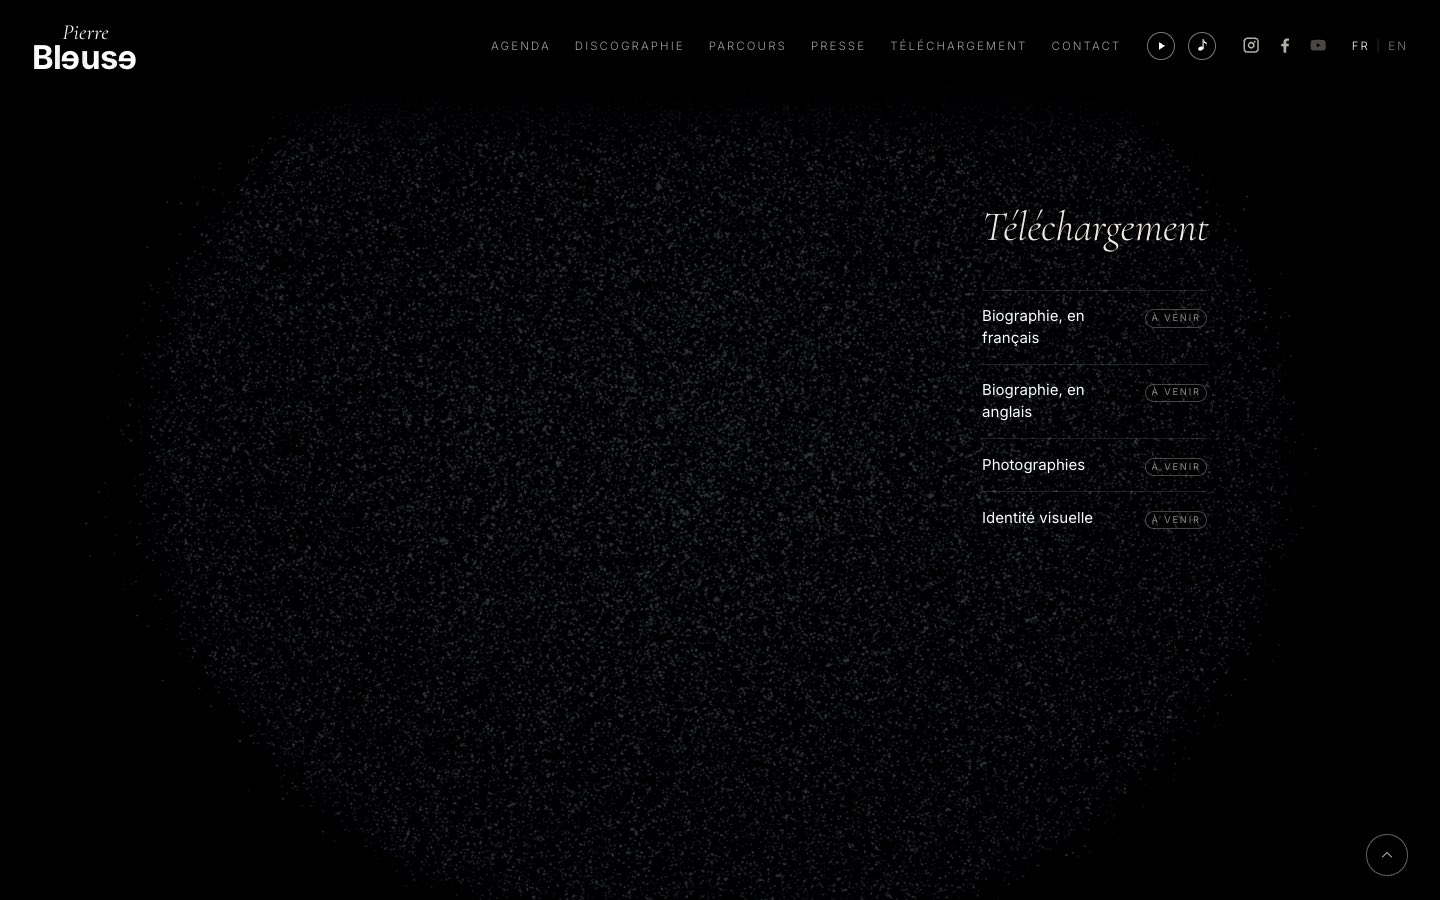 Pierre
Bleuse
AGENDA DISCOGRAPHIE PARCOURS PRESSE TÉLÉCHARGEMENT CONTACT FR EN
Téléchargement
Biographie, en français À VENIR
Biographie, en anglais À VENIR
Photographies À VENIR
Identité visuelle À VENIR